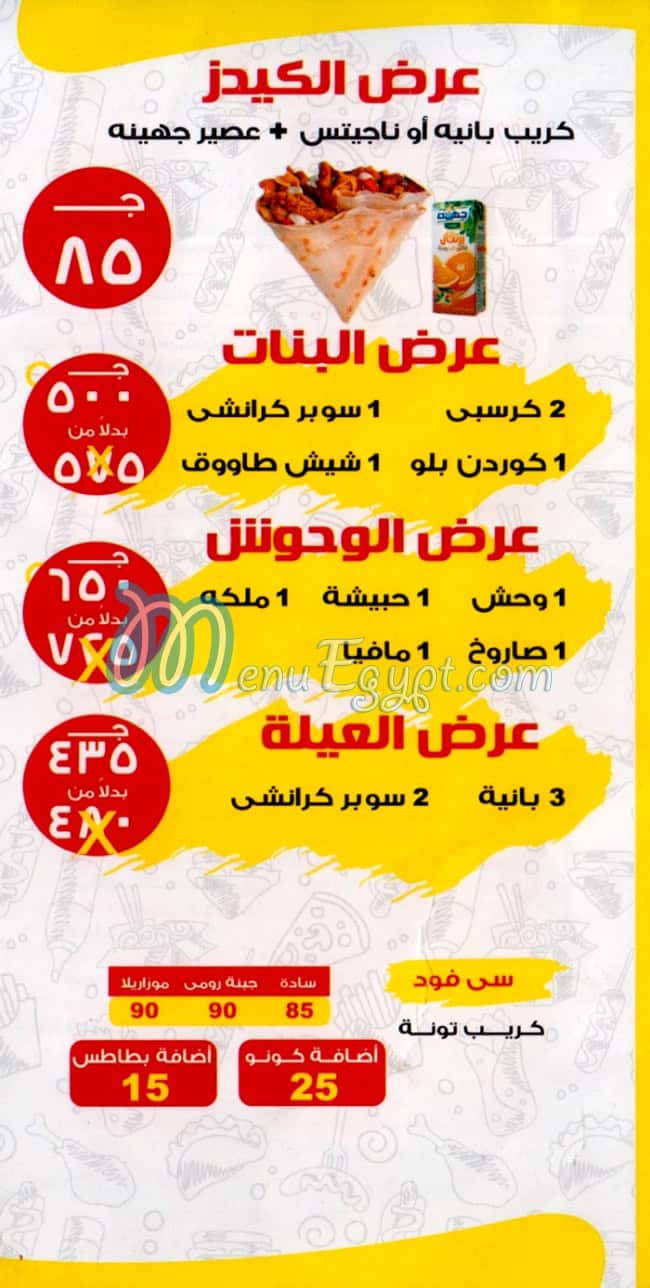 عرض الكيدز
كريب بانيه أو ناجيتس + عصير جهينه
جـ
٨٥
جهينة
عرض البنات
جـ
٥٠٠
بدلاً من
2 كرسبى 1 سوبر كرانشى
1 كوردن بلو 1 شيش طاووق
عرض الوحوش
جـ
٦٥٠
بدلاً من
٧٢٥
1 وحش 1 حبيشة 1 ملكه
1 صاروخ 1 مافيا
MenuEgypt.com
عرض العيلة
جـ
٤٣٥
بدلاً من
٤٨٠
3 بانية 2 سوبر كرانشى
سى فود
سادة جبنة رومى موزاريلا
كريب تونة
85 90 90
أضافة كونو
25
أضافة بطاطس
15